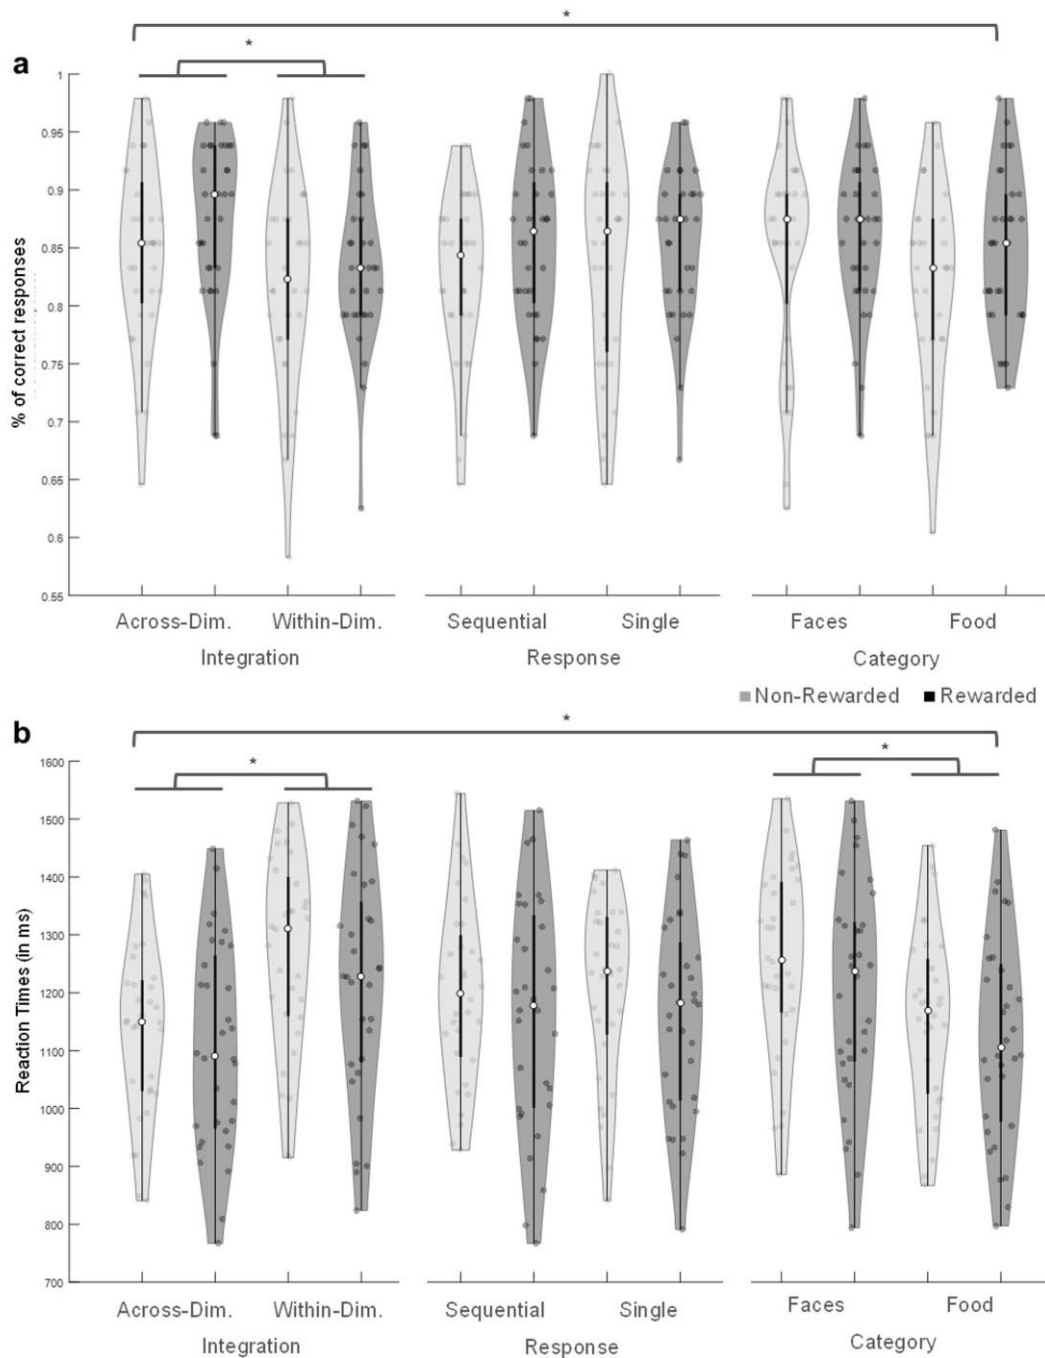 *
a
*
1
0.95
0.9
0.85
0.8
0.75
0.7
0.65
0.6
0.55
% of correct responses
Across-Dim. Within-Dim. Sequential Single Faces Food
Integration Response Category
Non-Rewarded Rewarded
b
*
*
*
1600
1500
1400
1300
1200
1100
1000
900
800
700
Reaction Times (in ms)
Across-Dim. Within-Dim. Sequential Single Faces Food
Integration Response Category